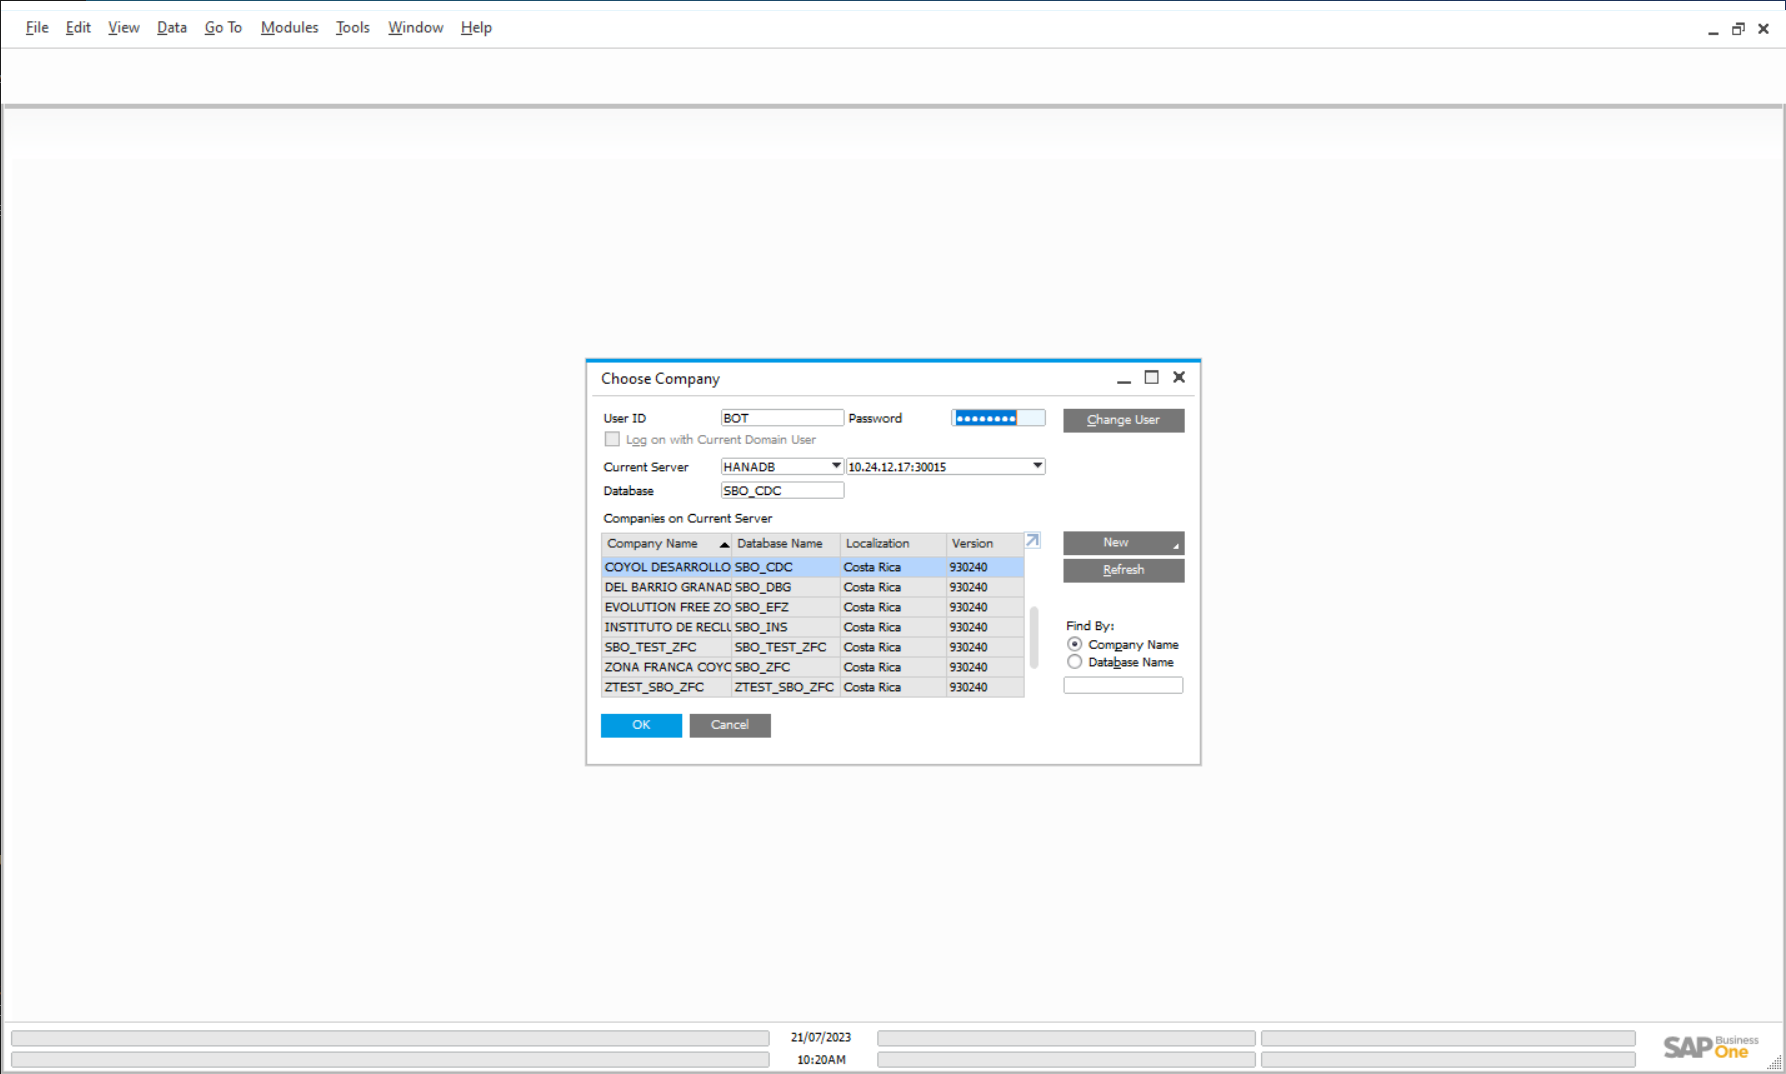 File Edit View Data Go To Modules Tools Window Help
Choose Company
User ID BOT Password Change User
Log on with Current Domain User
Current Server HANADB 10.24.12.17:30015
Database SBO_CDC
Companies on Current Server
Company Name Database Name Localization Version New
COYOL DESARROLLO SBO_CDC Costa Rica 930240 Refresh
DEL BARRIO GRANAD SBO_DBG Costa Rica 930240
EVOLUTION FREE ZO SBO_EFZ Costa Rica 930240
INSTITUTO DE RECLU SBO_INS Costa Rica 930240 Find By:
SBO_TEST_ZFC SBO_TEST_ZFC Costa Rica 930240 Company Name
ZONA FRANCA COYO SBO_ZFC Costa Rica 930240 Database Name
ZTEST_SBO_ZFC ZTEST_SBO_ZFC Costa Rica 930240
OK Cancel
21/07/2023
10:20AM
SAP Business One